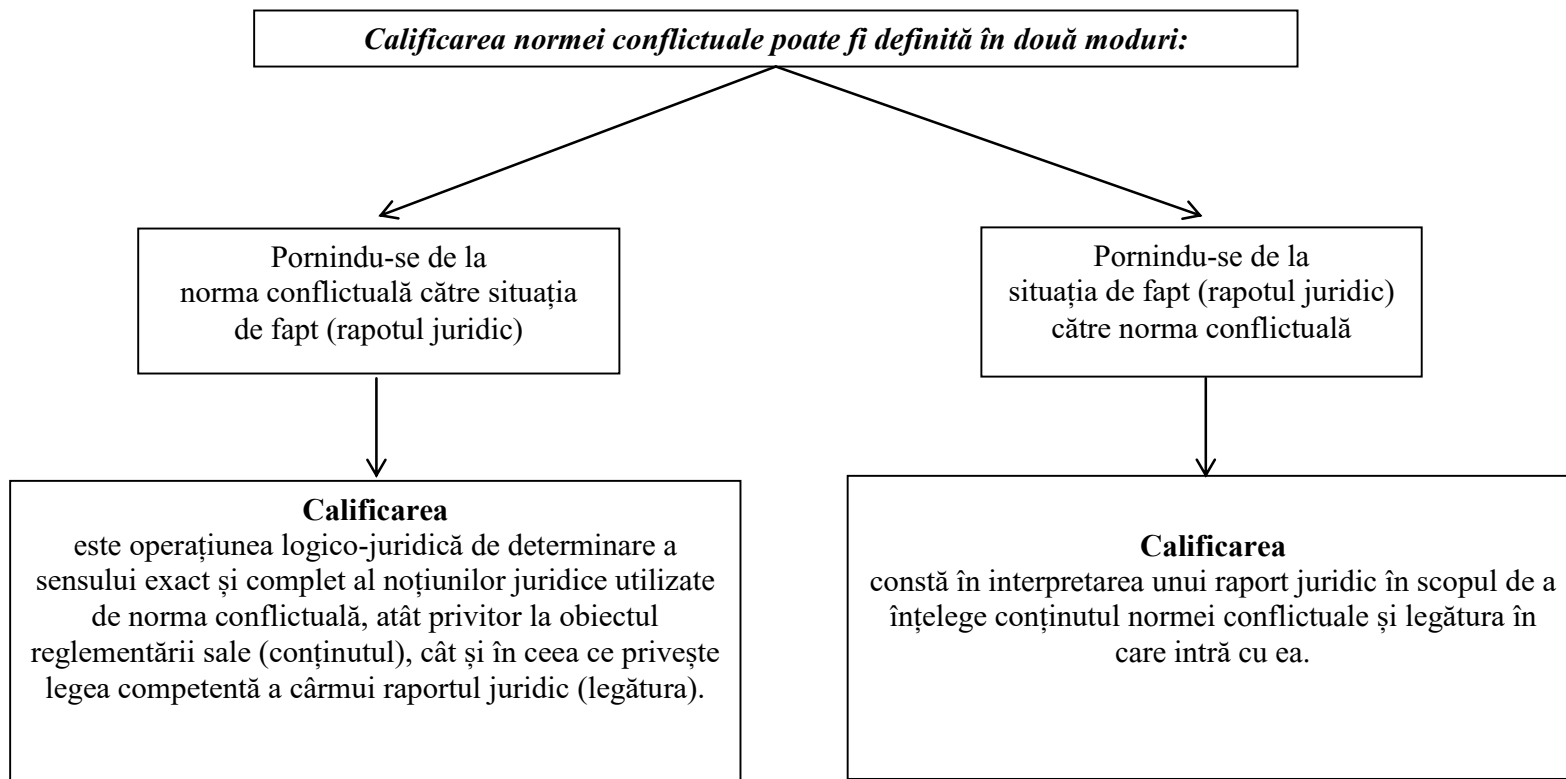 Calificarea normei conflictuale poate fi definită în două moduri:
Pornindu-se de la
norma conflictuală către situația
de fapt (rapotul juridic)
Pornindu-se de la
situația de fapt (rapotul juridic)
către norma conflictuală
Calificarea
este operațiunea logico-juridică de determinare a
sensului exact și complet al noțiunilor juridice utilizate
de norma conflictuală, atât privitor la obiectul
reglementării sale (conținutul), cât și în ceea ce privește
legea competentă a cârmui raportul juridic (legătura).
Calificarea
constă în interpretarea unui raport juridic în scopul de a
înțelege conținutul normei conflictuale și legătura în
care intră cu ea.